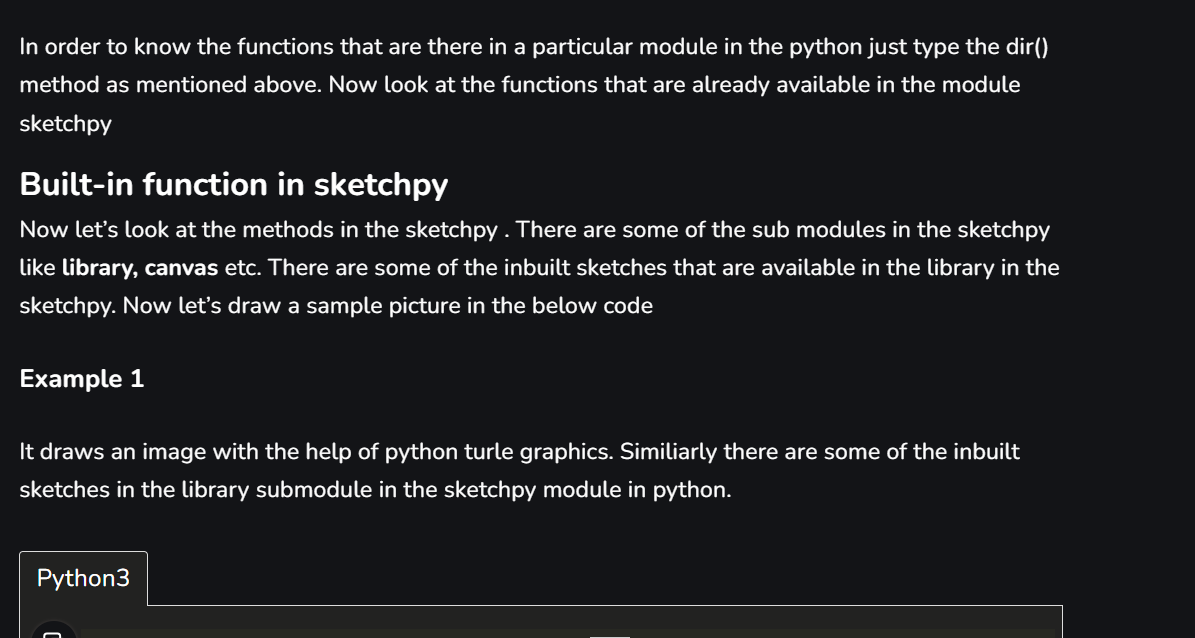 In order to know the functions that are there in a particular module in the python just type the dir()
method as mentioned above. Now look at the functions that are already available in the module
sketchpy
Built-in function in sketchpy
Now let’s look at the methods in the sketchpy . There are some of the sub modules in the sketchpy
like library, canvas etc. There are some of the inbuilt sketches that are available in the library in the
sketchpy. Now let’s draw a sample picture in the below code
Example 1
It draws an image with the help of python turle graphics. Similiarly there are some of the inbuilt
sketches in the library submodule in the sketchpy module in python.
Python3